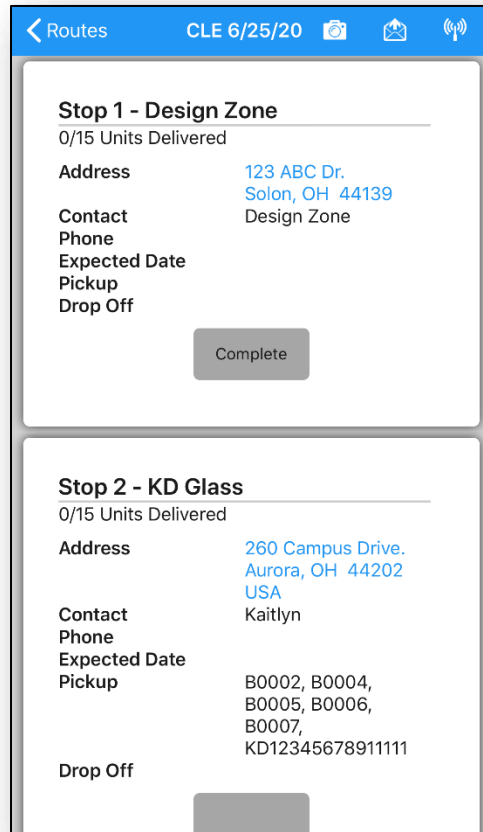 Routes CLE 6/25/20
Stop 1 - Design Zone
0/15 Units Delivered
Address 123 ABC Dr.
Solon, OH 44139
Contact Design Zone
Phone
Expected Date
Pickup
Drop Off
Complete
Stop 2 - KD Glass
0/15 Units Delivered
Address 260 Campus Drive.
Aurora, OH 44202
USA
Contact Kaitlyn
Phone
Expected Date
Pickup B0002, B0004,
B0005, B0006,
B0007,
KD12345678911111
Drop Off